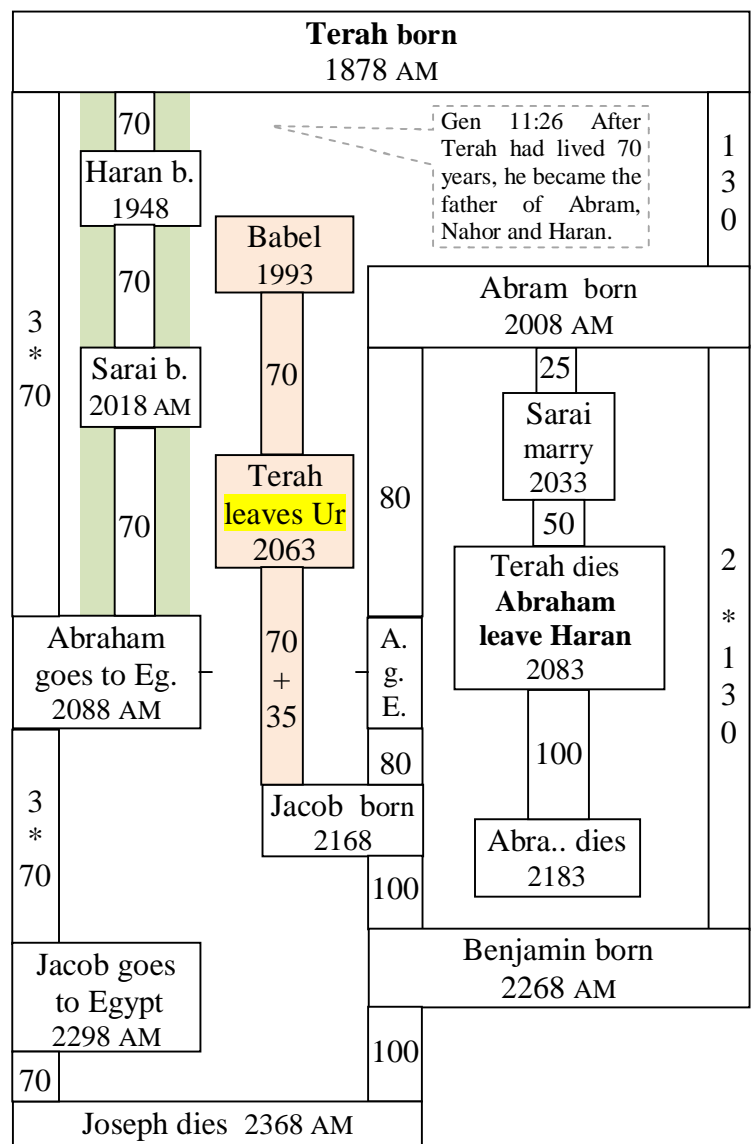 Terah born
1878 AM
70
Gen 11:26 After
Terah had lived 70
years, he became the
father of Abram,
Nahor and Haran.
1
3
0
Haran b.
1948
Babel
1993
70
Abram born
2008 AM
3
*
70
Sarai b.
2018 AM
70
25
Sarai
marry
2033
Terah
leaves Ur
2063
80
50
70
Terah dies
Abraham
leave Haran
2083
2
*
1
3
0
Abraham
goes to Eg.
2088 AM
70
+
35
A.
g.
E.
80
100
3
*
70
Jacob born
2168
Abra.. dies
2183
100
Jacob goes
to Egypt
2298 AM
Benjamin born
2268 AM
70
100
Joseph dies 2368 AM